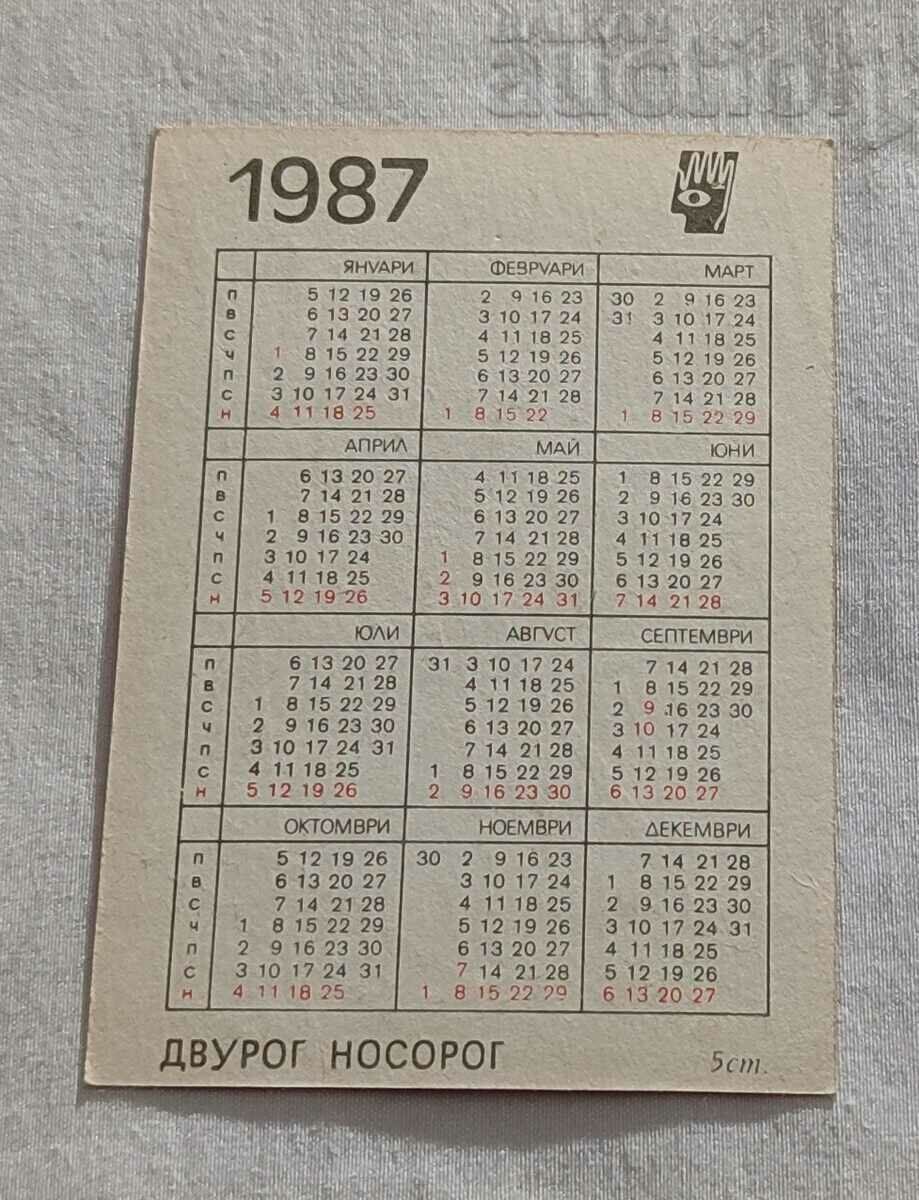 auction
1987
ЯНУАРИ ФЕВРУАРИ МАРТ
П 5 12 19 26 2 9 16 23 30 2 9 16 23
В 6 13 20 27 3 10 17 24 31 3 10 17 24
С 7 14 21 28 4 11 18 25 4 11 18 25
Ч 1 8 15 22 29 5 12 19 26 5 12 19 26
П 2 9 16 23 30 6 13 20 27 6 13 20 27
С 3 10 17 24 31 7 14 21 28 7 14 21 28
Н 4 11 18 25 1 8 15 22 1 8 15 22 29
АПРИЛ МАЙ ЮНИ
П 6 13 20 27 4 11 18 25 1 8 15 22 29
В 7 14 21 28 5 12 19 26 2 9 16 23 30
С 1 8 15 22 29 6 13 20 27 3 10 17 24
Ч 2 9 16 23 30 7 14 21 28 4 11 18 25
П 3 10 17 24 1 8 15 22 29 5 12 19 26
С 4 11 18 25 2 9 16 23 30 6 13 20 27
Н 5 12 19 26 3 10 17 24 31 7 14 21 28
ЮЛИ АВГУСТ СЕПТЕМВРИ
П 6 13 20 27 31 3 10 17 24 7 14 21 28
В 7 14 21 28 4 11 18 25 1 8 15 22 29
С 1 8 15 22 29 5 12 19 26 2 9 16 23 30
Ч 2 9 16 23 30 6 13 20 27 3 10 17 24
П 3 10 17 24 31 7 14 21 28 4 11 18 25
С 4 11 18 25 1 8 15 22 29 5 12 19 26
Н 5 12 19 26 2 9 16 23 30 6 13 20 27
ОКТОМВРИ НОЕМВРИ ДЕКЕМВРИ
П 5 12 19 26 30 2 9 16 23 7 14 21 28
В 6 13 20 27 3 10 17 24 1 8 15 22 29
С 7 14 21 28 4 11 18 25 2 9 16 23 30
Ч 1 8 15 22 29 5 12 19 26 3 10 17 24 31
П 2 9 16 23 30 6 13 20 27 4 11 18 25
С 3 10 17 24 31 7 14 21 28 5 12 19 26
Н 4 11 18 25 1 8 15 22 29 6 13 20 27
ДВУРОГ НОСОРОГ 5 ст.